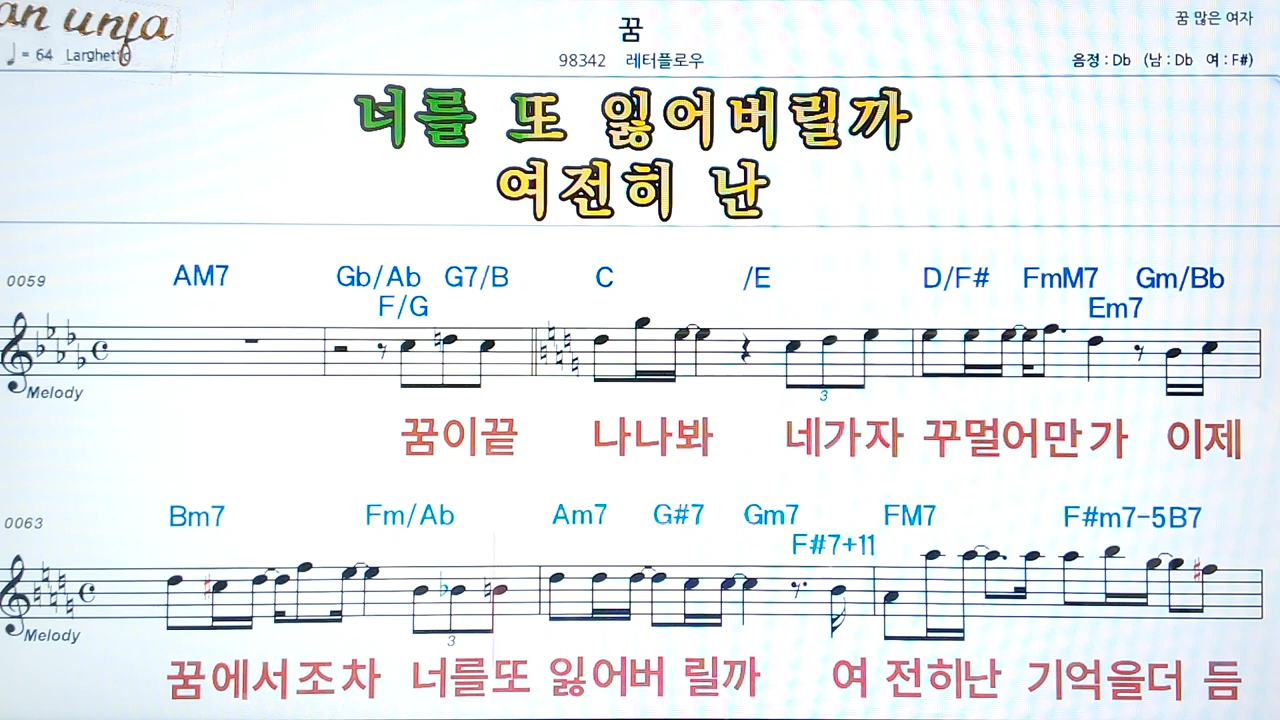 an unfa
꿈 많은 여자
꿈
♩= 64 Larghetto
98342 레터플로우
음정 : Db (남 : Db 여 : F#)
너를 또 잃어버릴까
여전히 난
0059 AM7 Gb/Ab G7/B C /E D/F# FmM7 Gm/Bb
F/G Em7
3
Melody
꿈이끝 나나봐 네가자 꾸멀어만 가 이제
0063 Bm7 Fm/Ab Am7 G#7 Gm7 FM7 F#m7-5B7
F#7+11
3
Melody
꿈에서조차 너를또 잃어버 릴까 여 전히난 기억을더 듬